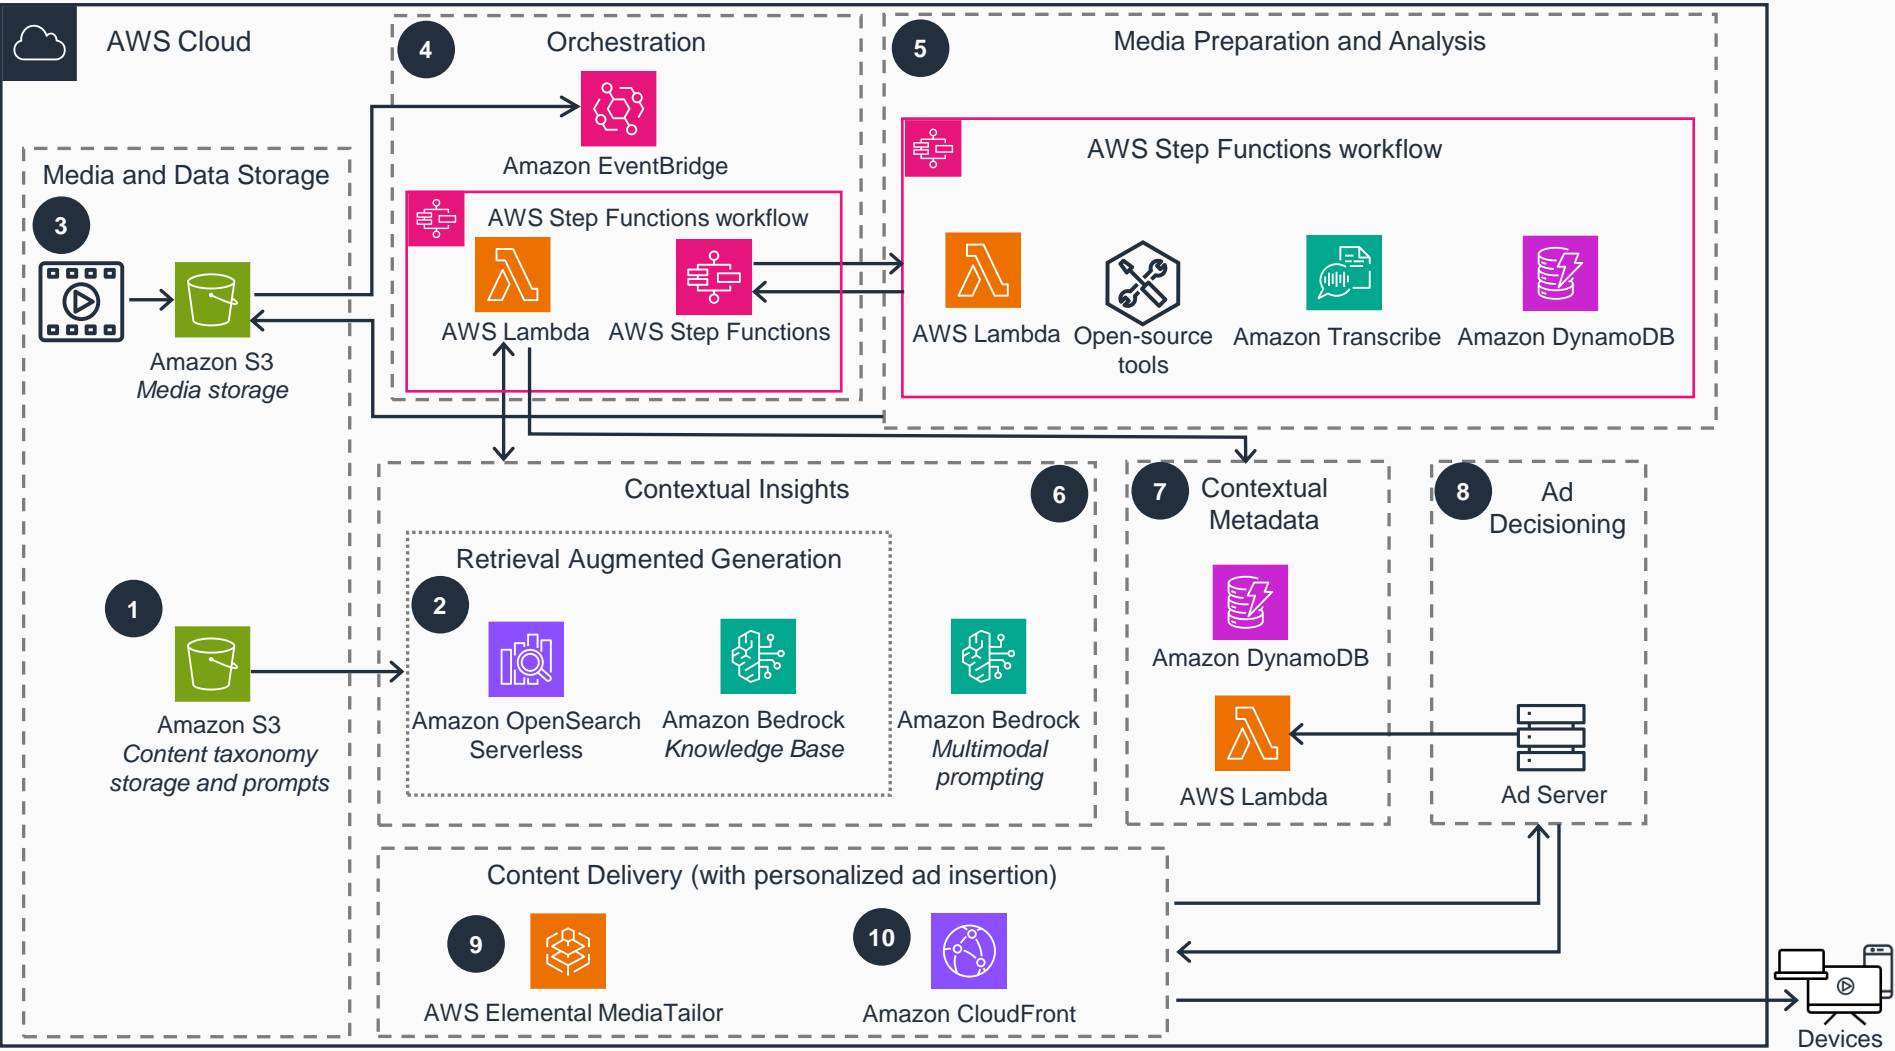 AWS Cloud
4
Orchestration
Amazon EventBridge
AWS Step Functions workflow
AWS Lambda
AWS Step Functions
5
Media Preparation and Analysis
AWS Step Functions workflow
AWS Lambda
Open-source
tools
Amazon Transcribe
Amazon DynamoDB
Media and Data Storage
3
Amazon S3
Media storage
1
Amazon S3
Content taxonomy
storage and prompts
Contextual Insights
6
Retrieval Augmented Generation
2
Amazon OpenSearch
Serverless
Amazon Bedrock
Knowledge Base
Amazon Bedrock
Multimodal
prompting
7
Contextual
Metadata
Amazon DynamoDB
AWS Lambda
8
Ad
Decisioning
Ad Server
Content Delivery (with personalized ad insertion)
9
AWS Elemental MediaTailor
10
Amazon CloudFront
Devices